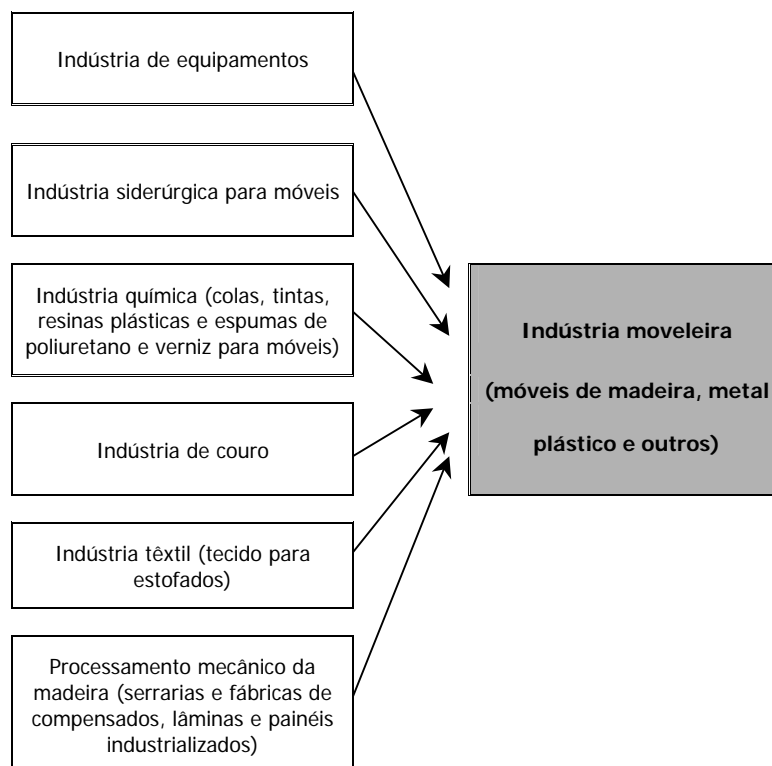 Indústria de equipamentos
Indústria siderúrgica para móveis
Indústria química (colas, tintas,
resinas plásticas e espumas de
poliuretano e verniz para móveis)
Indústria de couro
Indústria têxtil (tecido para
estofados)
Processamento mecânico da
madeira (serrarias e fábricas de
compensados, lâminas e painéis
industrializados)
Indústria moveleira
(móveis de madeira, metal
plástico e outros)